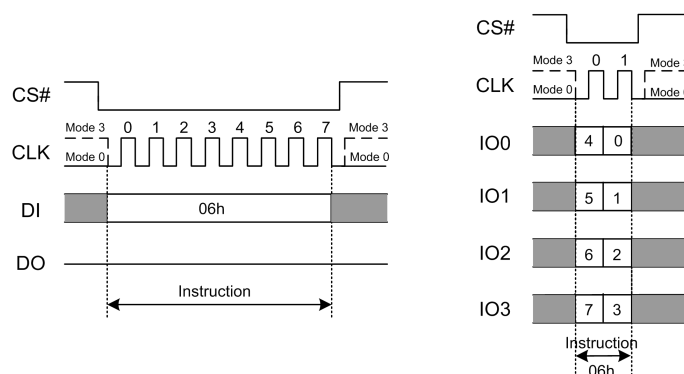 CS#
Mode 3 0 1 2 3 4 5 6 7 Mode 3
CLK
Mode 0 Mode 0
DI 06h
DO
Instruction
CS#
Mode 3 0 1 Mode
CLK
Mode 0 Mode
IO0 4 0
IO1 5 1
IO2 6 2
IO3 7 3
Instruction
06h